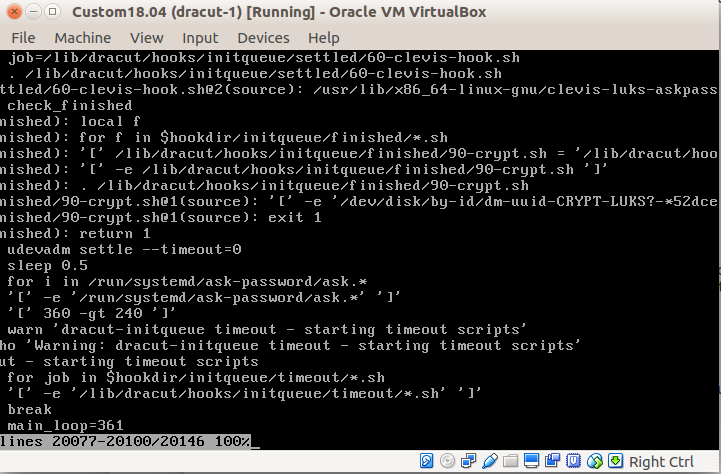 Custom18.04 (dracut-1) [Running] - Oracle VM VirtualBox
File Machine View Input Devices Help
job=/lib/dracut/hooks/initqueue/settled/60-clevis-hook.sh
. /lib/dracut/hooks/initqueue/settled/60-clevis-hook.sh
ttled/60-clevis-hook.sh@2(source): /usr/lib/x86_64-linux-gnu/clevis-luks-askpass
check_finished
nished): local f
nished): for f in $hookdir/initqueue/finished/*.sh
nished): '[' /lib/dracut/hooks/initqueue/finished/90-crypt.sh = '/lib/dracut/hoo
nished): '[' -e /lib/dracut/hooks/initqueue/finished/90-crypt.sh ']'
nished): . /lib/dracut/hooks/initqueue/finished/90-crypt.sh
nished/90-crypt.sh@1(source): '[' -e '/dev/disk/by-id/dm-uuid-CRYPT-LUKS?-*52dce
nished/90-crypt.sh@1(source): exit 1
nished): return 1
udevadm settle --timeout=0
sleep 0.5
for i in /run/systemd/ask-password/ask.*
'[' -e '/run/systemd/ask-password/ask.*' ']'
'[' 360 -gt 240 ']'
warn 'dracut-initqueue timeout - starting timeout scripts'
ho 'Warning: dracut-initqueue timeout - starting timeout scripts'
ut - starting timeout scripts
for job in $hookdir/initqueue/timeout/*.sh
'[' -e '/lib/dracut/hooks/initqueue/timeout/*.sh' ']'
break
main_loop=361
lines 20077-20100/20146 100%
Right Ctrl